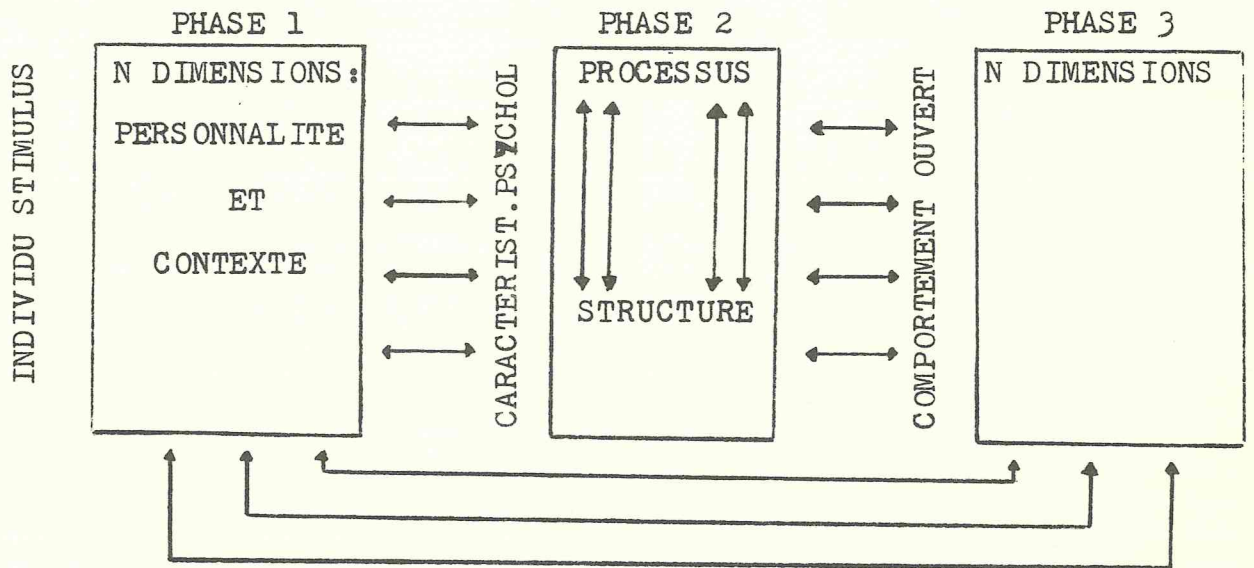 PHASE 1
PHASE 2
PHASE 3
INDIVIDU STIMULUS
N DIMENSIONS:
PERSONNALITE
ET
CONTEXTE
CARACTERIST.PSYCHOL
PROCESSUS
STRUCTURE
COMPORTEMENT OUVERT
N DIMENSIONS